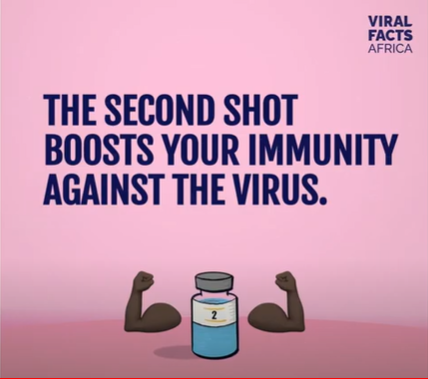 VIRAL
FACTS
AFRICA
THE SECOND SHOT
BOOSTS YOUR IMMUNITY
AGAINST THE VIRUS.
2